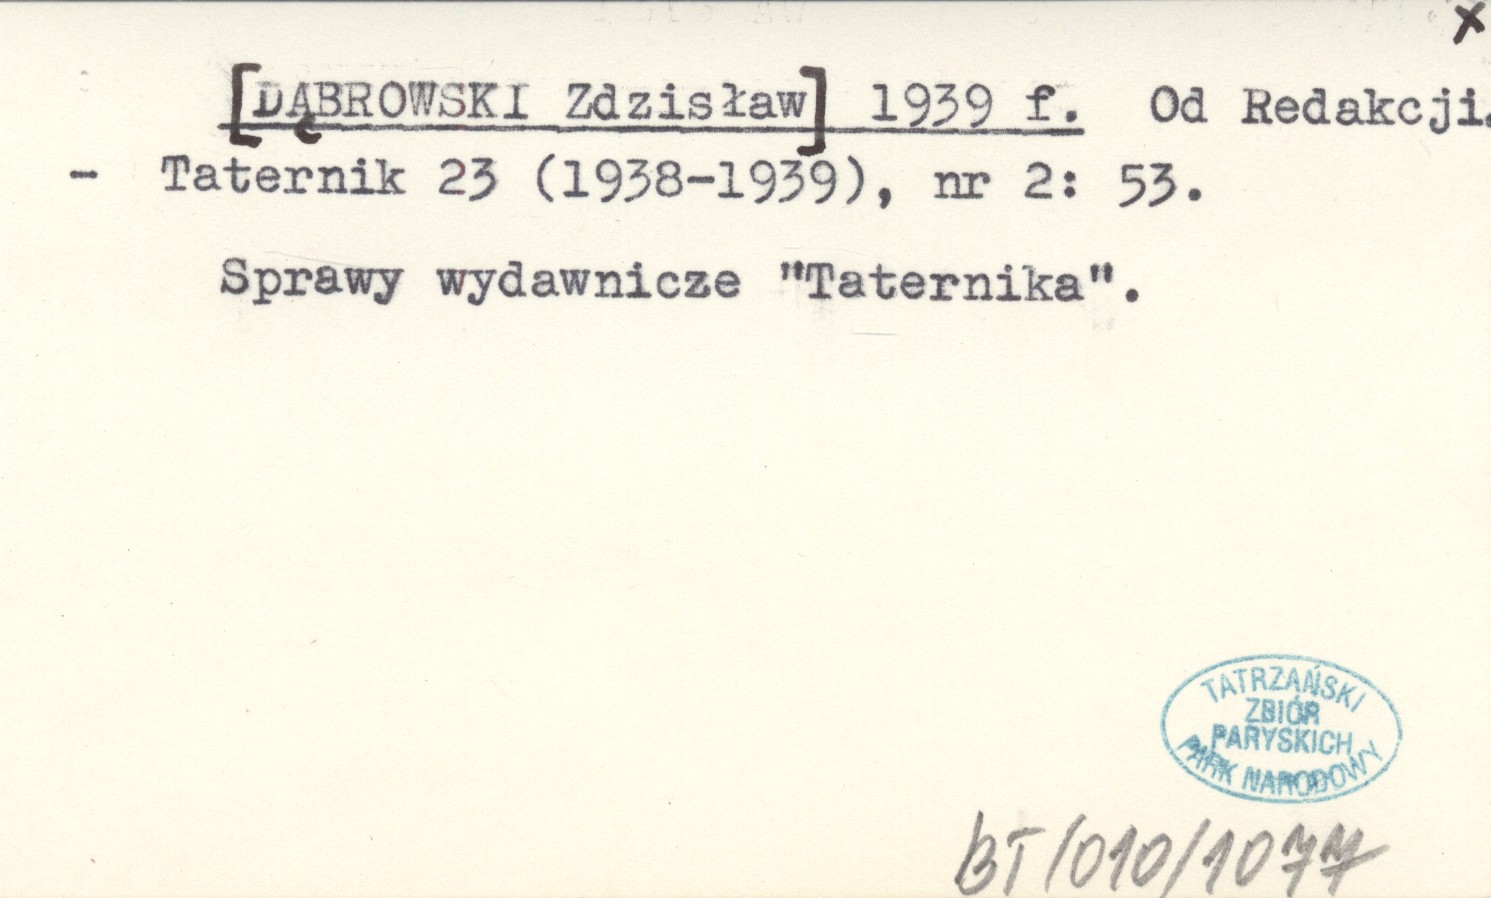 x
[DĄBROWSKI Zdzisław] 1939 f. Od Redakcji.
- Taternik 23 (1938-1939), nr 2: 53.
Sprawy wydawnicze "Taternika".
TATRZAŃSKI
ZBIÓR
PARYSKICH
PARK NARODOWY
BT/010/1077